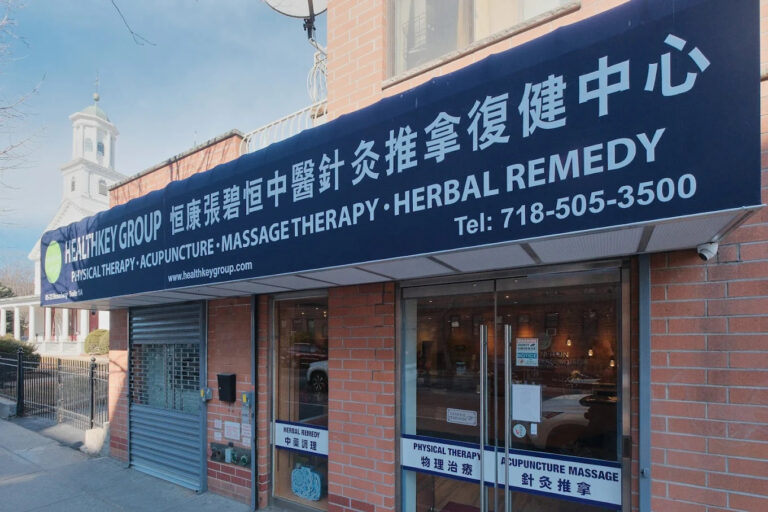 HEALTHKEY GROUP 恒康張碧恒中醫針灸推拿復健中心
PHYSICAL THERAPY · ACUPUNCTURE · MASSAGE THERAPY · HERBAL REMEDY
www.healthkeygroup.com
Tel: 718-505-3500
HERBAL REMEDY
中藥調理
PHYSICAL THERAPY
物理治療
ACUPUNCTURE MASSAGE
針灸推拿
NOTICE